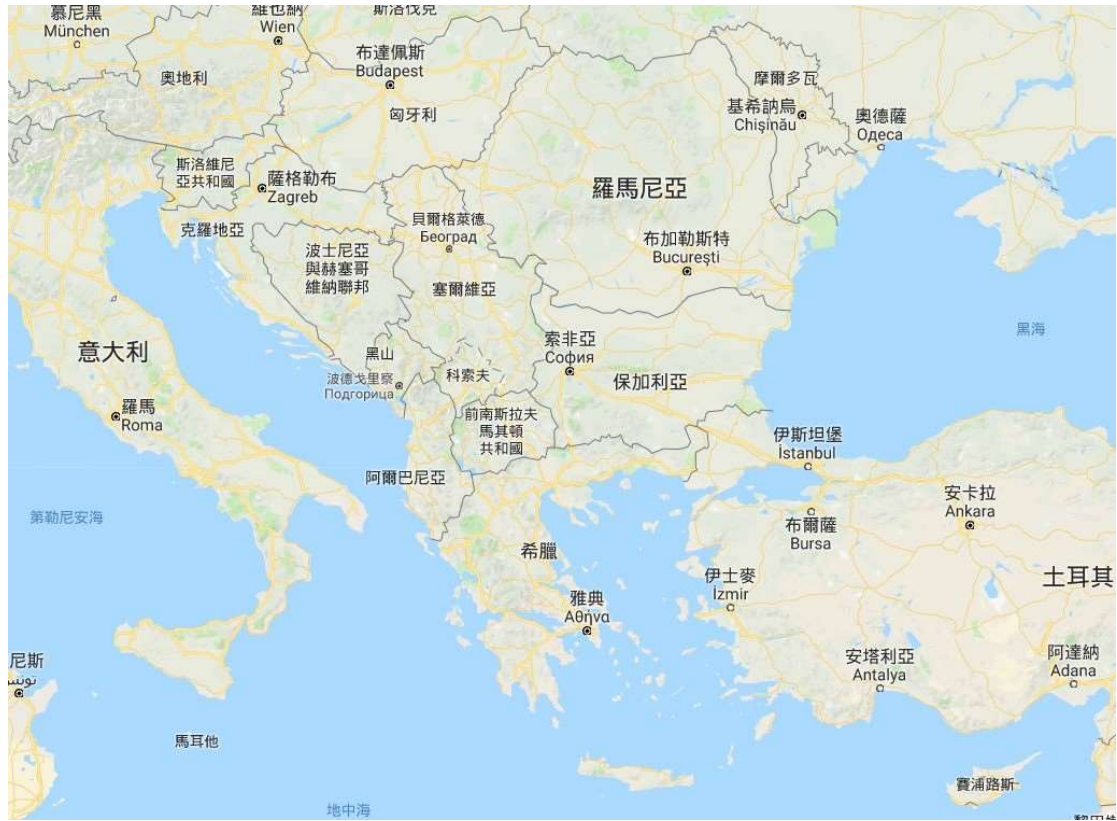 慕尼黑
München
維也納
Wien
斯洛伐克
布達佩斯
Budapest
奧地利
匈牙利
摩爾多瓦
基希訥烏
Chișinău
奧德薩
Одеса
斯洛維尼
亞共和國
薩格勒布
Zagreb
羅馬尼亞
克羅地亞
貝爾格萊德
Београд
波士尼亞
與赫塞哥
維納聯邦
布加勒斯特
București
塞爾維亞
黑海
意大利
索非亞
София
黑山
科索夫
波德戈里察
Подгорица
保加利亞
羅馬
Roma
前南斯拉夫
馬其頓
共和國
伊斯坦堡
İstanbul
阿爾巴尼亞
安卡拉
Ankara
第勒尼安海
布爾薩
Bursa
希臘
伊士麥
İzmir
土耳其
雅典
Αθήνα
尼斯
安塔利亞
Antalya
阿達納
Adana
馬耳他
賽浦路斯
地中海